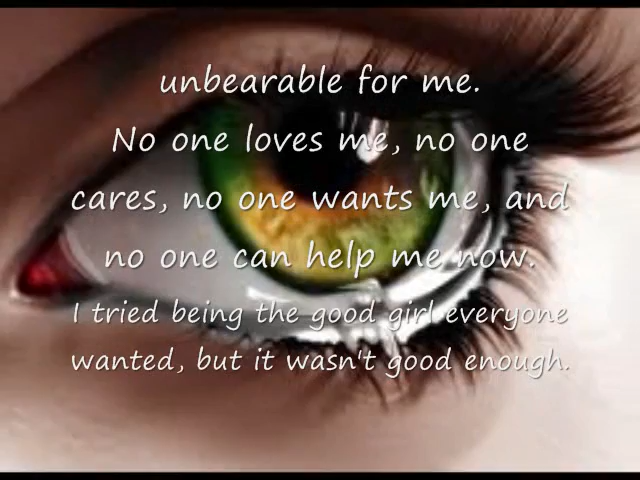 unbearable for me.
No one loves me, no one
cares, no one wants me, and
no one can help me now.
I tried being the good girl everyone
wanted, but it wasn't good enough.